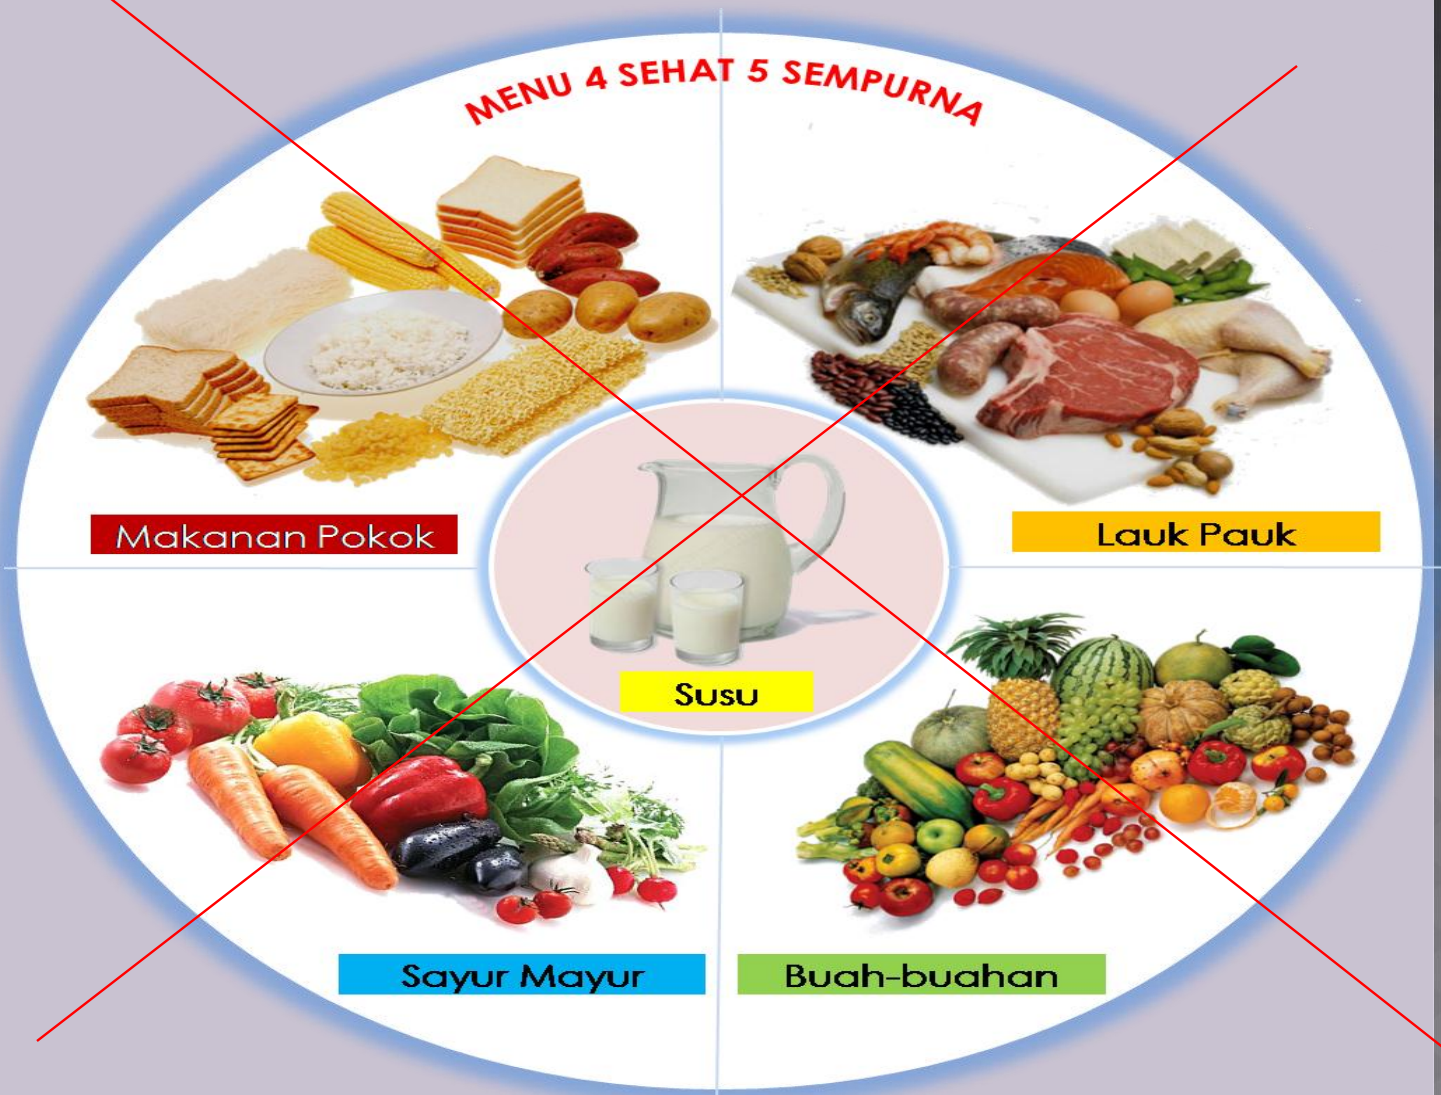 MENU 4 SEHAT 5 SEMPURNA
Makanan Pokok
Lauk Pauk
Susu
Sayur Mayur
Buah-buahan